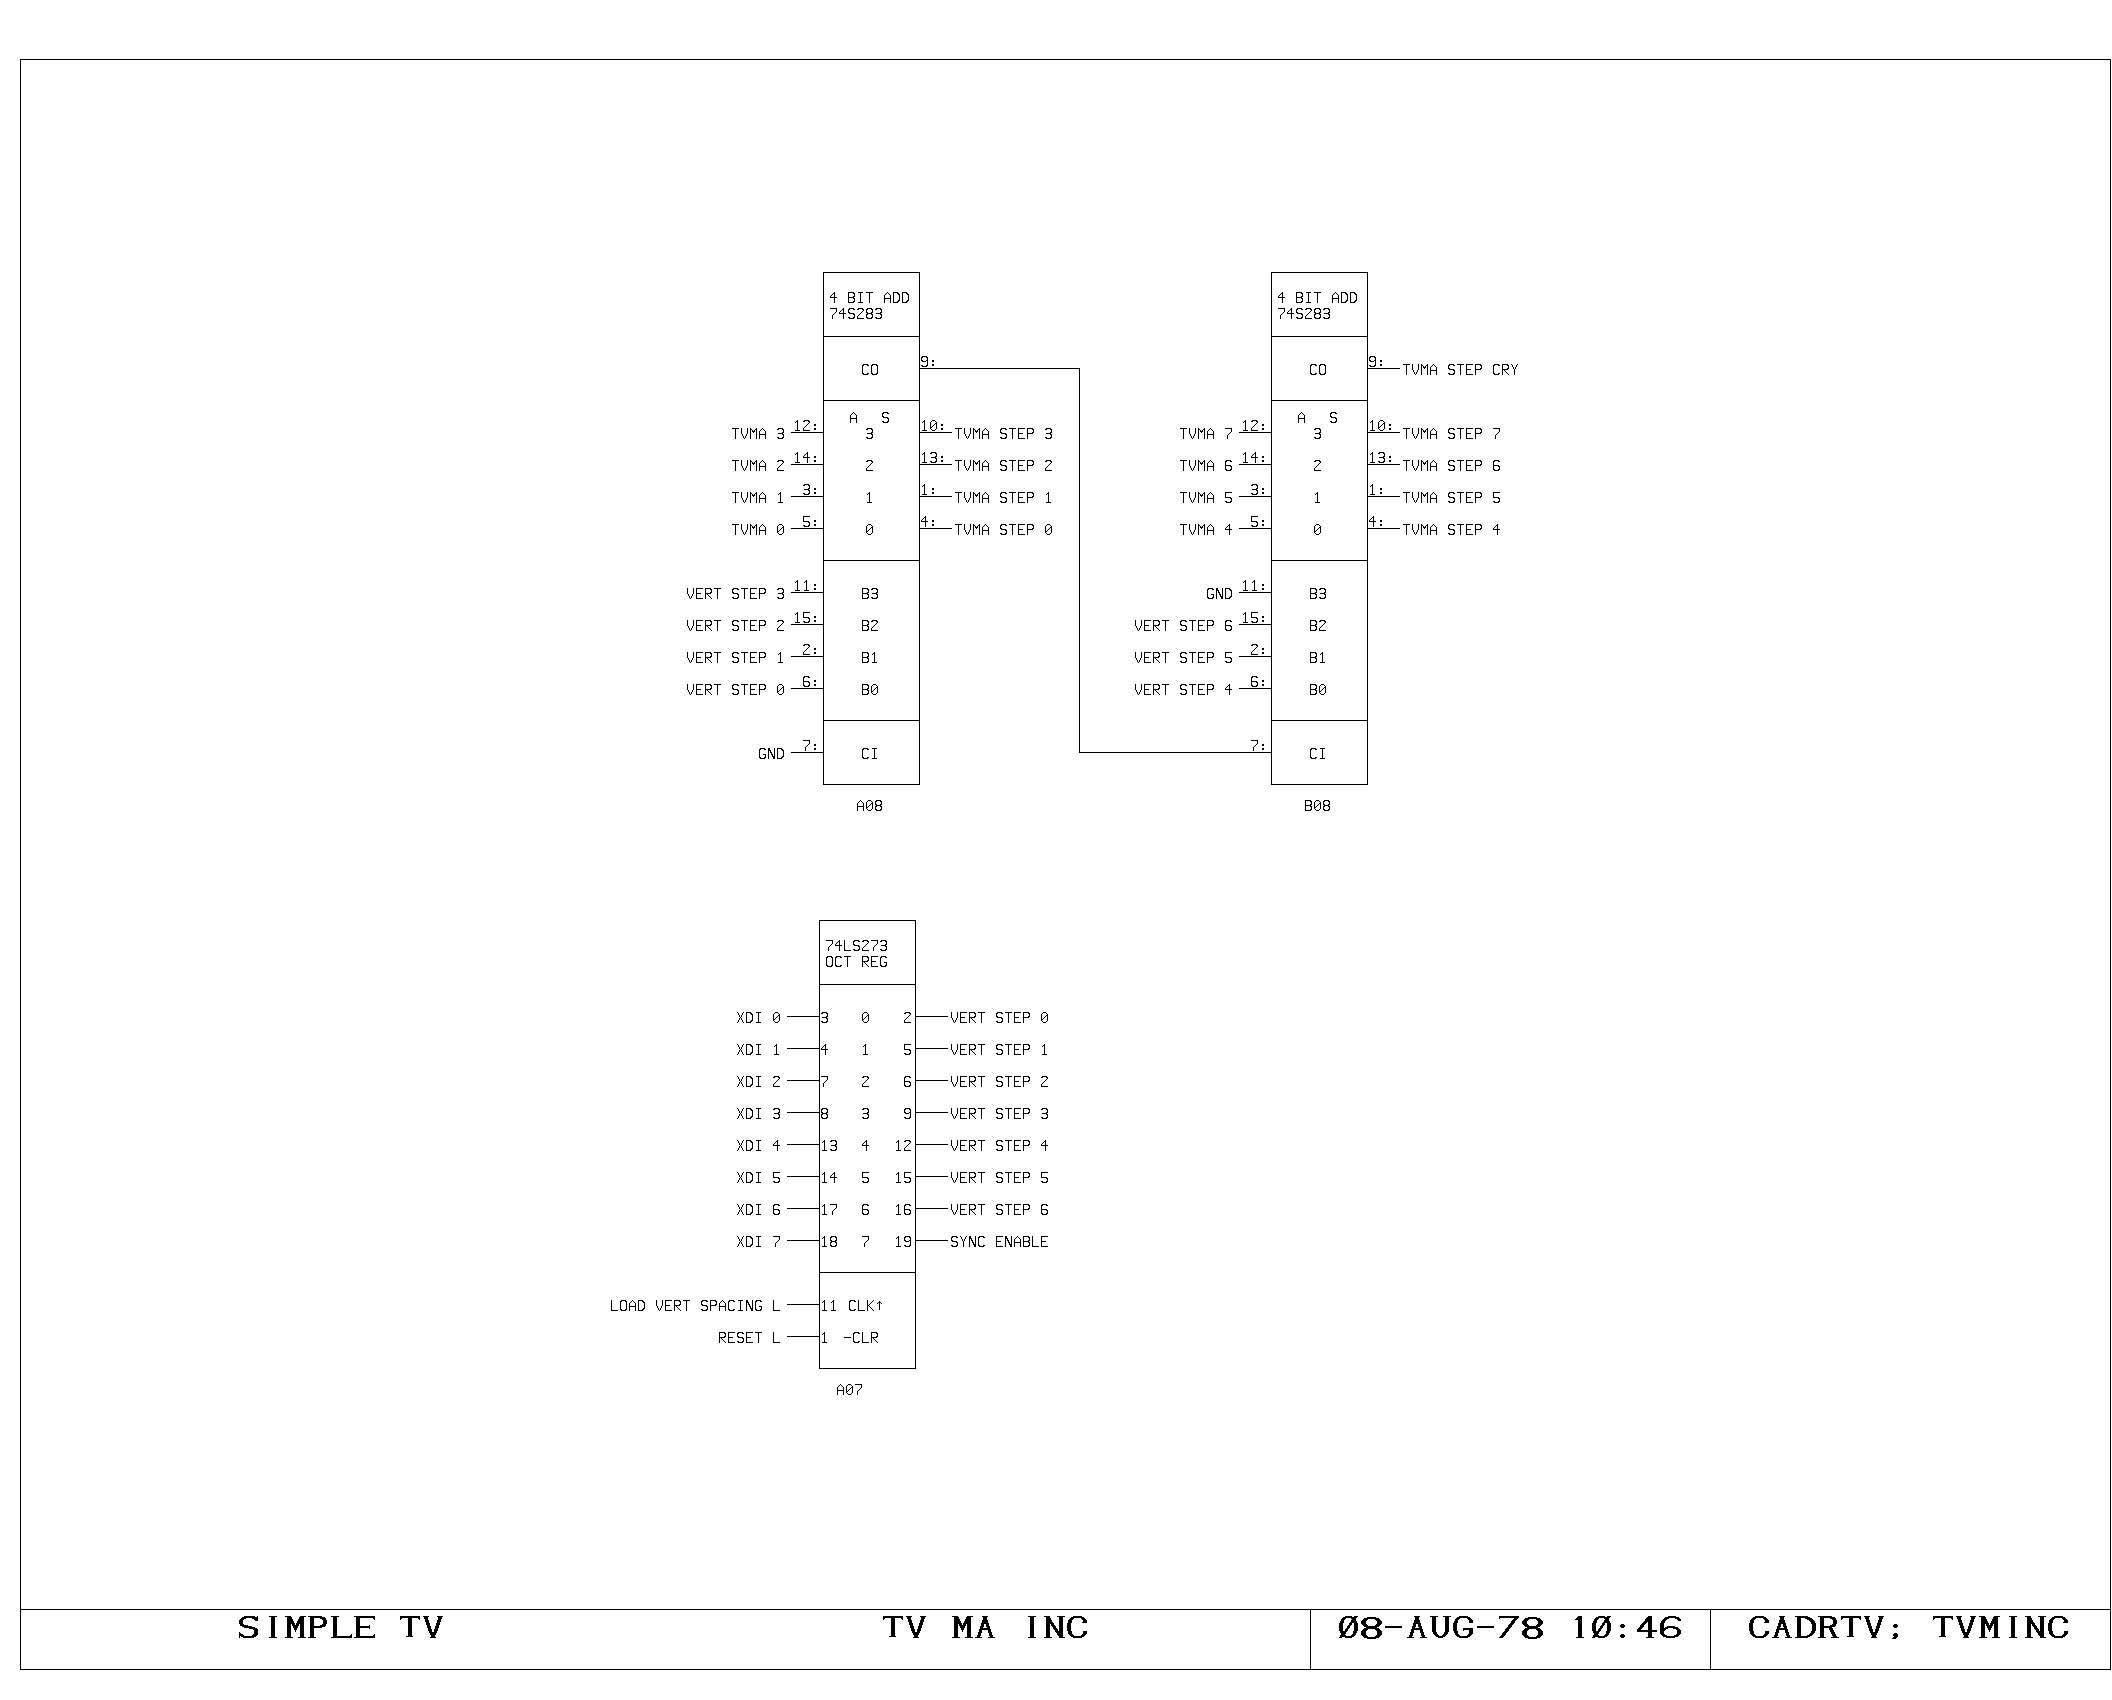 4 BIT ADD
74S283
CO
9:
A S
TVMA 3 12: 3 10: TVMA STEP 3
TVMA 2 14: 2 13: TVMA STEP 2
TVMA 1 3: 1 1: TVMA STEP 1
TVMA 0 5: 0 4: TVMA STEP 0
VERT STEP 3 11: B3
VERT STEP 2 15: B2
VERT STEP 1 2: B1
VERT STEP 0 6: B0
GND 7: CI
A08
4 BIT ADD
74S283
CO 9: TVMA STEP CRY
A S
TVMA 7 12: 3 10: TVMA STEP 7
TVMA 6 14: 2 13: TVMA STEP 6
TVMA 5 3: 1 1: TVMA STEP 5
TVMA 4 5: 0 4: TVMA STEP 4
GND 11: B3
VERT STEP 6 15: B2
VERT STEP 5 2: B1
VERT STEP 4 6: B0
7: CI
B08
74LS273
OCT REG
XDI 0 3 0 2 VERT STEP 0
XDI 1 4 1 5 VERT STEP 1
XDI 2 7 2 6 VERT STEP 2
XDI 3 8 3 9 VERT STEP 3
XDI 4 13 4 12 VERT STEP 4
XDI 5 14 5 15 VERT STEP 5
XDI 6 17 6 16 VERT STEP 6
XDI 7 18 7 19 SYNC ENABLE
LOAD VERT SPACING L 11 CLK↑
RESET L 1 -CLR
A07
SIMPLE TV
TV MA INC
08-AUG-78 10:46
CADRTV; TVMINC